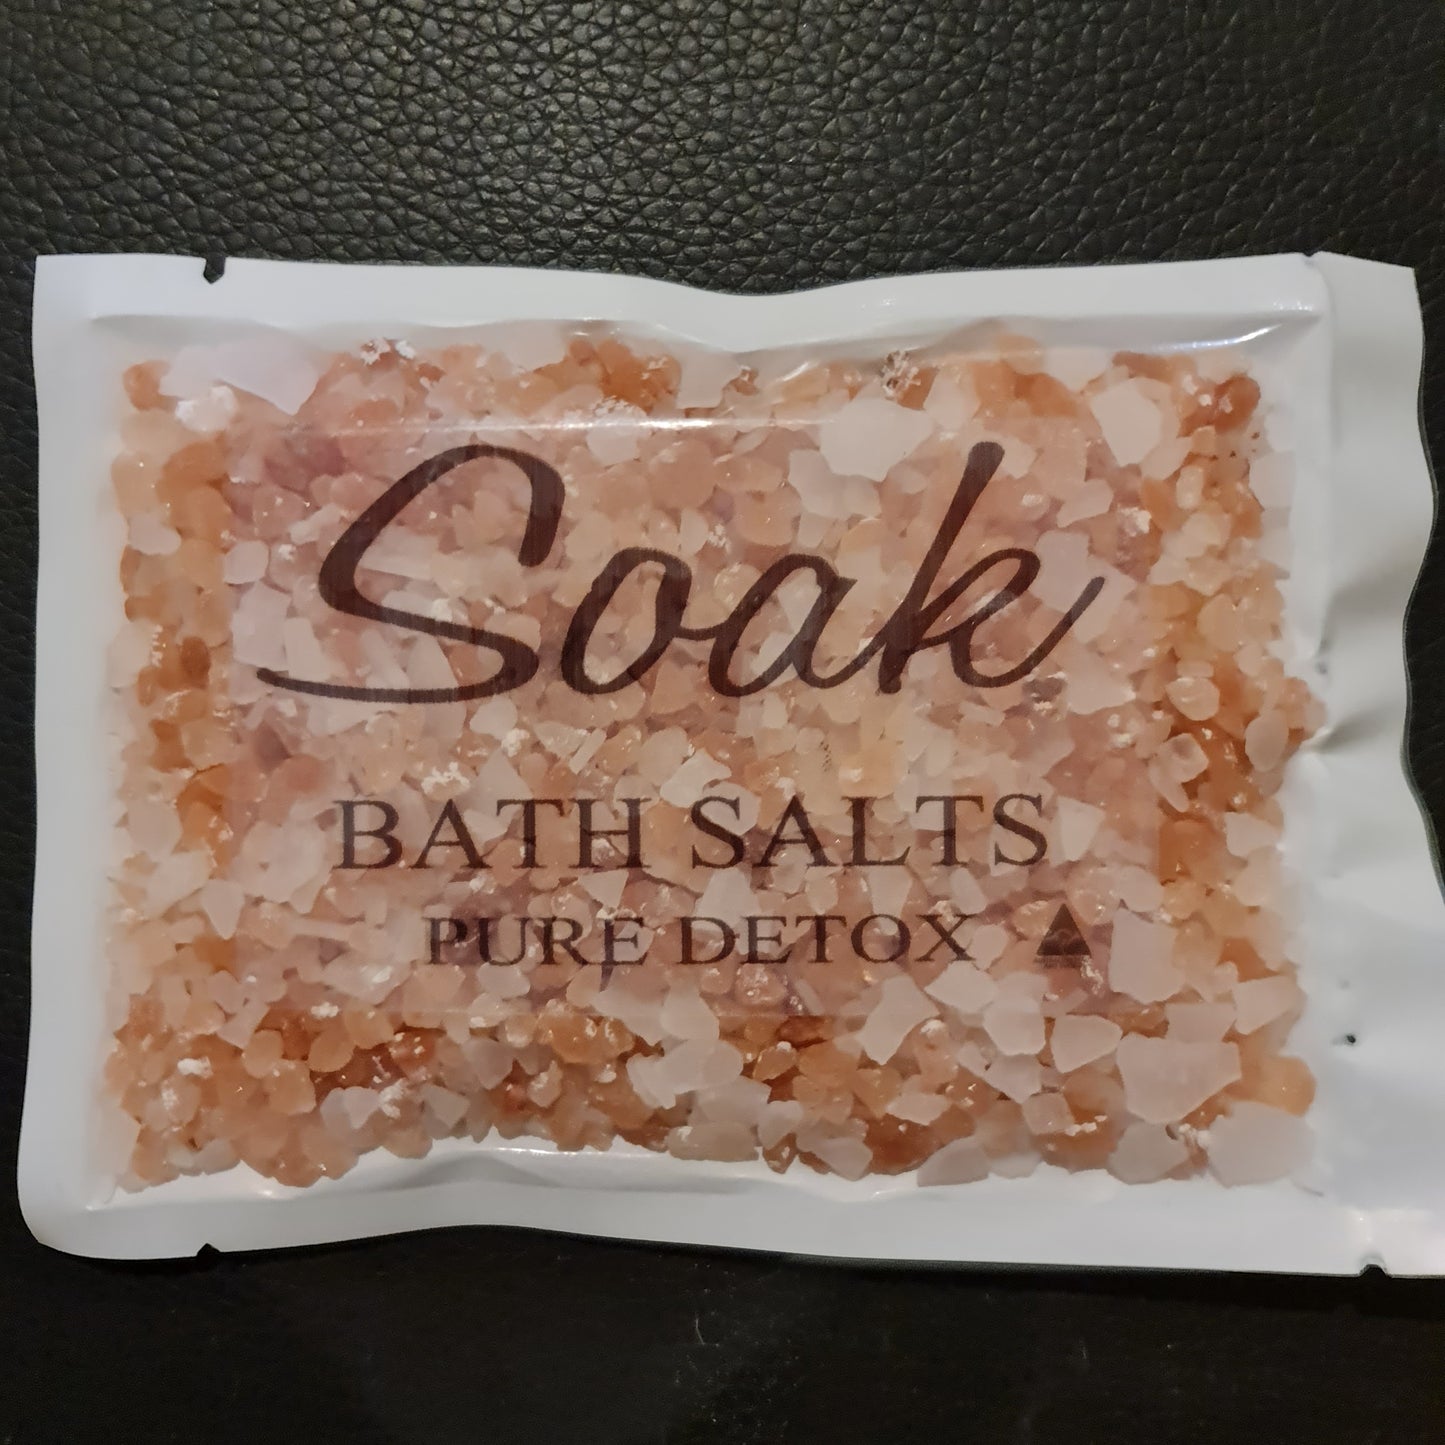 Soak
BATH SALTS
PURE DETOX